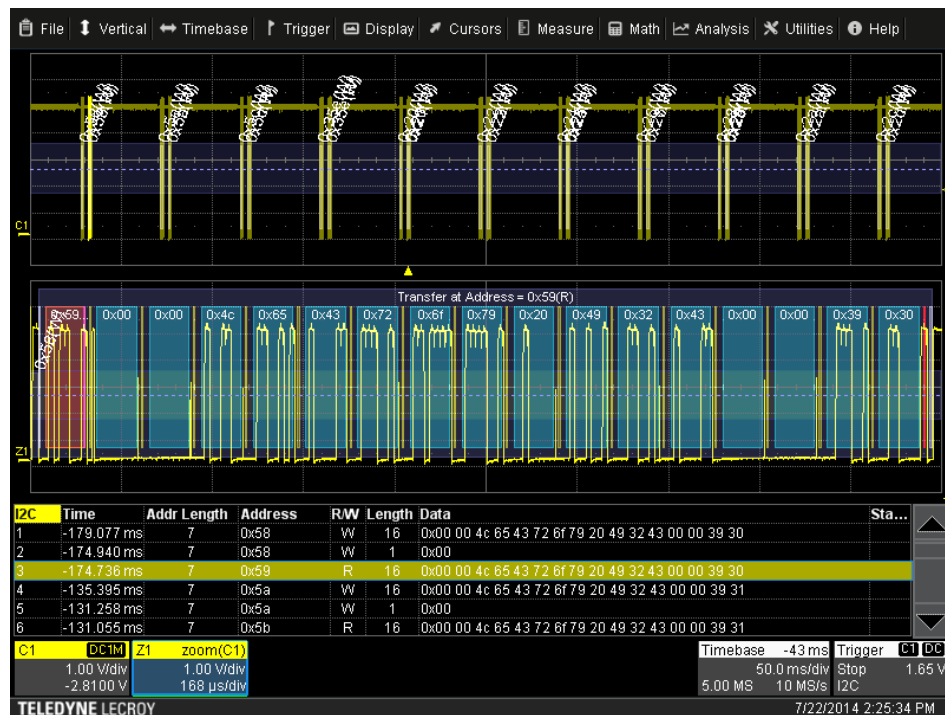 File Vertical Timebase Trigger Display Cursors Measure Math Analysis Utilities Help
C1
Transfer at Address = 0x59(R)
0x59... 0x00 0x00 0x4c 0x65 0x43 0x72 0x6f 0x79 0x20 0x49 0x32 0x43 0x00 0x00 0x39 0x30
Z1
I2C Time Addr Length Address R/W Length Data Sta...
1 -179.077 ms 7 0x58 W 16 0x00 00 4c 65 43 72 6f 79 20 49 32 43 00 00 39 30
2 -174.940 ms 7 0x58 W 1 0x00
3 -174.736 ms 7 0x59 R 16 0x00 00 4c 65 43 72 6f 79 20 49 32 43 00 00 39 30
4 -135.395 ms 7 0x5a W 16 0x00 00 4c 65 43 72 6f 79 20 49 32 43 00 00 39 31
5 -131.258 ms 7 0x5a W 1 0x00
6 -131.055 ms 7 0x5b R 16 0x00 00 4c 65 43 72 6f 79 20 49 32 43 00 00 39 31
C1 DC1M Z1 zoom(C1) Timebase -43 ms Trigger C1 DC
1.00 V/div 1.00 V/div 50.0 ms/div Stop 1.65 V
-2.8100 V 168 µs/div 5.00 MS 10 MS/s I2C
TELEDYNE LECROY 7/22/2014 2:25:34 PM